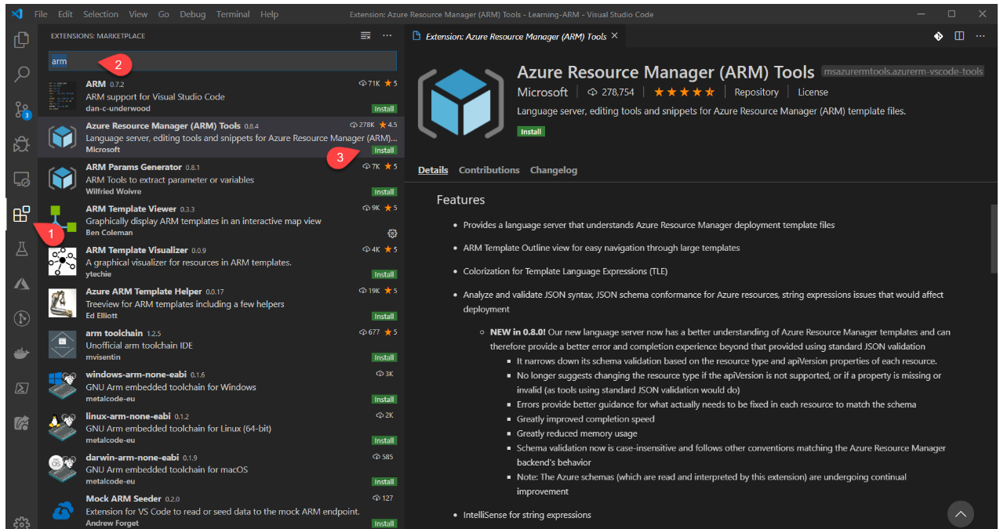 File Edit Selection View Go Debug Terminal Help
Extension: Azure Resource Manager (ARM) Tools - Learning-ARM - Visual Studio Code
EXTENSIONS: MARKETPLACE
arm
2
ARM 0.7.2 71K 5
ARM support for Visual Studio Code
dan-c-underwood Install
Azure Resource Manager (ARM) Tools 0.8.4 278K 4.5
Language server, editing tools and snippets for Azure Resource Manager (ARM)...
Microsoft Install
3
ARM Params Generator 0.8.1 7K 5
ARM Tools to extract parameter or variables
Wilfried Woivre Install
ARM Template Viewer 0.3.3 9K 5
Graphically display ARM templates in an interactive map view
Ben Coleman
1
3
ARM Template Visualizer 0.0.9 4K 5
A graphical visualizer for resources in ARM templates.
ytechie Install
Azure ARM Template Helper 0.0.17 19K 5
Treeview for ARM templates including a few helpers
Ed Elliott Install
arm toolchain 1.2.5 677 5
Unofficial arm toolchain IDE
mvisentin Install
windows-arm-none-eabi 0.1.6 3K
GNU Arm embedded toolchain for Windows
metalcode-eu Install
linux-arm-none-eabi 0.1.2 2K
GNU Arm embedded toolchain for Linux (64-bit)
metalcode-eu Install
darwin-arm-none-eabi 0.1.9 585
GNU Arm embedded toolchain for macOS
metalcode-eu Install
Mock ARM Seeder 0.2.0 127
Extension for VS Code to read or seed data to the mock ARM endpoint.
Andrew Forget Install
Extension: Azure Resource Manager (ARM) Tools
Azure Resource Manager (ARM) Tools msazurermtools.azurerm-vscode-tools
Microsoft 278,754 Repository License
Language server, editing tools and snippets for Azure Resource Manager (ARM) template files.
Install
Details Contributions Changelog
Features
Provides a language server that understands Azure Resource Manager deployment template files
ARM Template Outline view for easy navigation through large templates
Colorization for Template Language Expressions (TLE)
Analyze and validate JSON syntax, JSON schema conformance for Azure resources, string expressions issues that would affect
deployment
NEW in 0.8.0! Our new language server now has a better understanding of Azure Resource Manager templates and can
therefore provide a better error and completion experience beyond that provided using standard JSON validation
It narrows down its schema validation based on the resource type and apiVersion properties of each resource.
No longer suggests changing the resource type if the apiVersion is not supported, or if a property is missing or
invalid (as tools using standard JSON validation would do)
Errors provide better guidance for what actually needs to be fixed in each resource to match the schema
Greatly improved completion speed
Greatly reduced memory usage
Schema validation now is case-insensitive and follows other conventions matching the Azure Resource Manager
backend's behavior
Note: The Azure schemas (which are read and interpreted by this extension) are undergoing continual
improvement
IntelliSense for string expressions